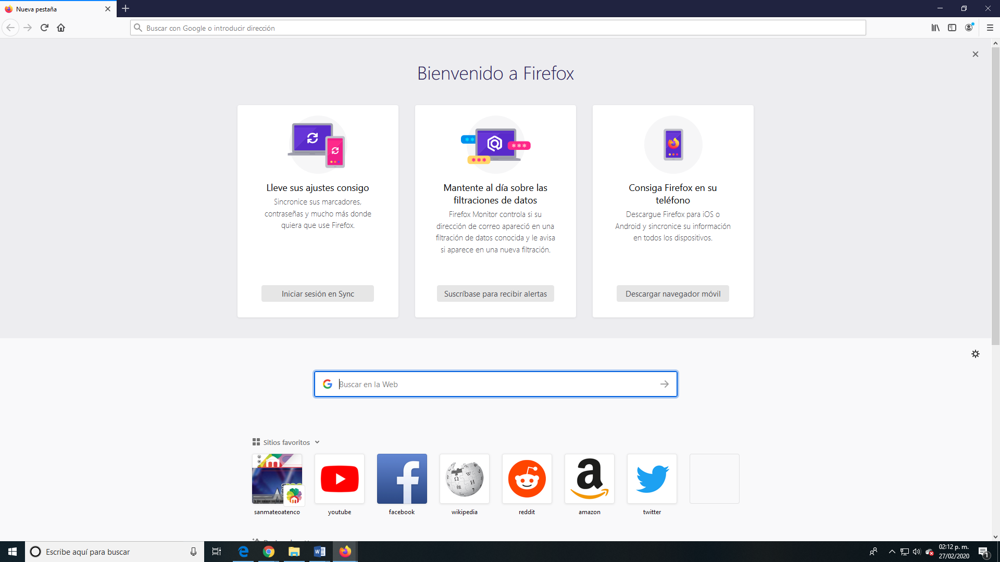 Nueva pestaña
Buscar con Google o introducir dirección
Bienvenido a Firefox
Lleve sus ajustes consigo
Sincronice sus marcadores,
contraseñas y mucho más donde
quiera que use Firefox.
Iniciar sesión en Sync
Mantente al día sobre las
filtraciones de datos
Firefox Monitor controla si su
dirección de correo apareció en una
filtración de datos conocida y le avisa
si aparece en una nueva filtración.
Suscríbase para recibir alertas
Consiga Firefox en su
teléfono
Descargue Firefox para iOS o
Android y sincronice su información
en todos los dispositivos.
Descargar navegador móvil
Buscar en la Web
Sitios favoritos
sanmateoatenco
youtube
facebook
wikipedia
reddit
amazon
twitter
Escribe aquí para buscar
02:12 p. m.
27/02/2020
1